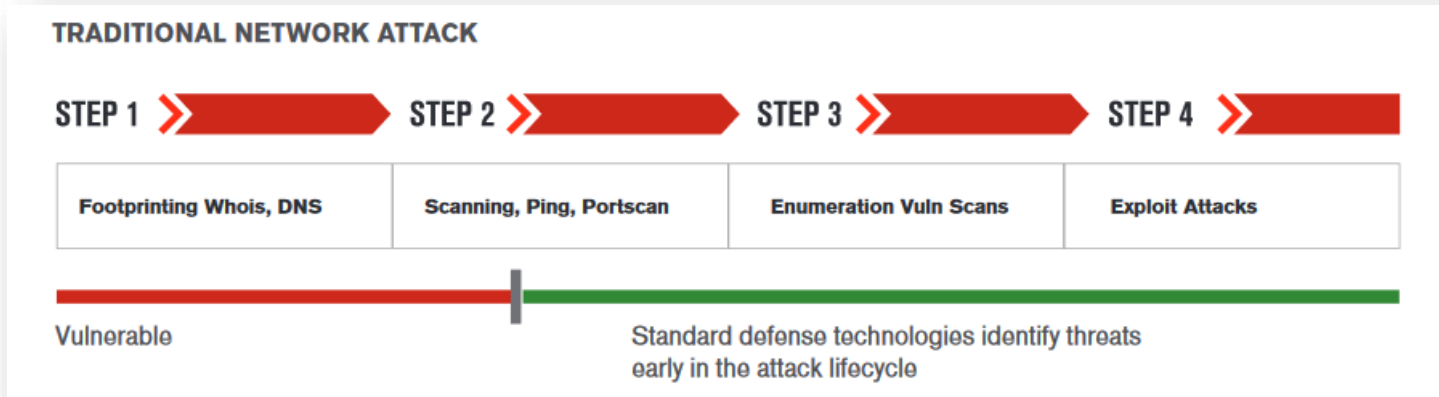 TRADITIONAL NETWORK ATTACK
STEP 1
STEP 2
STEP 3
STEP 4
Footprinting Whois, DNS
Scanning, Ping, Portscan
Enumeration Vuln Scans
Exploit Attacks
Vulnerable
Standard defense technologies identify threats
early in the attack lifecycle